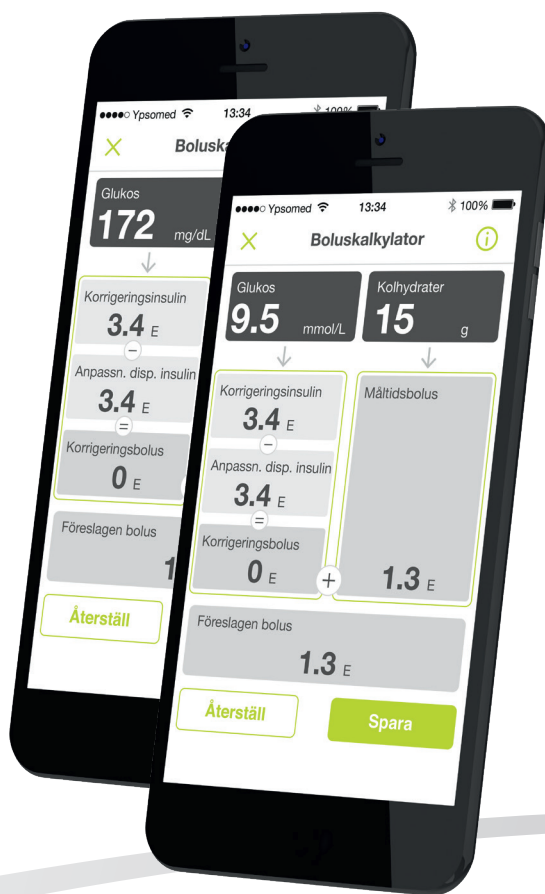 Ypsomed 13:34 100%
Boluska
Glukos
172 mg/dL
Korrigeringsinsulin
3.4 E
−
Anpassn. disp. insulin
3.4 E
=
Korrigeringsbolus
0 E
Föreslagen bolus
1
Återställ
Ypsomed 13:34 100%
Boluskalkylator
Glukos
9.5 mmol/L
Kolhydrater
15 g
Korrigeringsinsulin
3.4 E
−
Anpassn. disp. insulin
3.4 E
=
Korrigeringsbolus
0 E
+
Måltidsbolus
1.3 E
Föreslagen bolus
1.3 E
Återställ
Spara